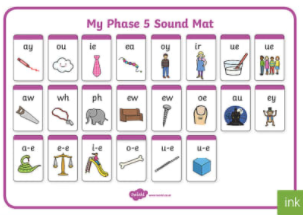 My Phase 5 Sound Mat
ay ou ie ea oy ir ue ue
aw wh ph ew ew oe au ey
a-e e-e i-e o-e u-e u-e
twinkl
ink